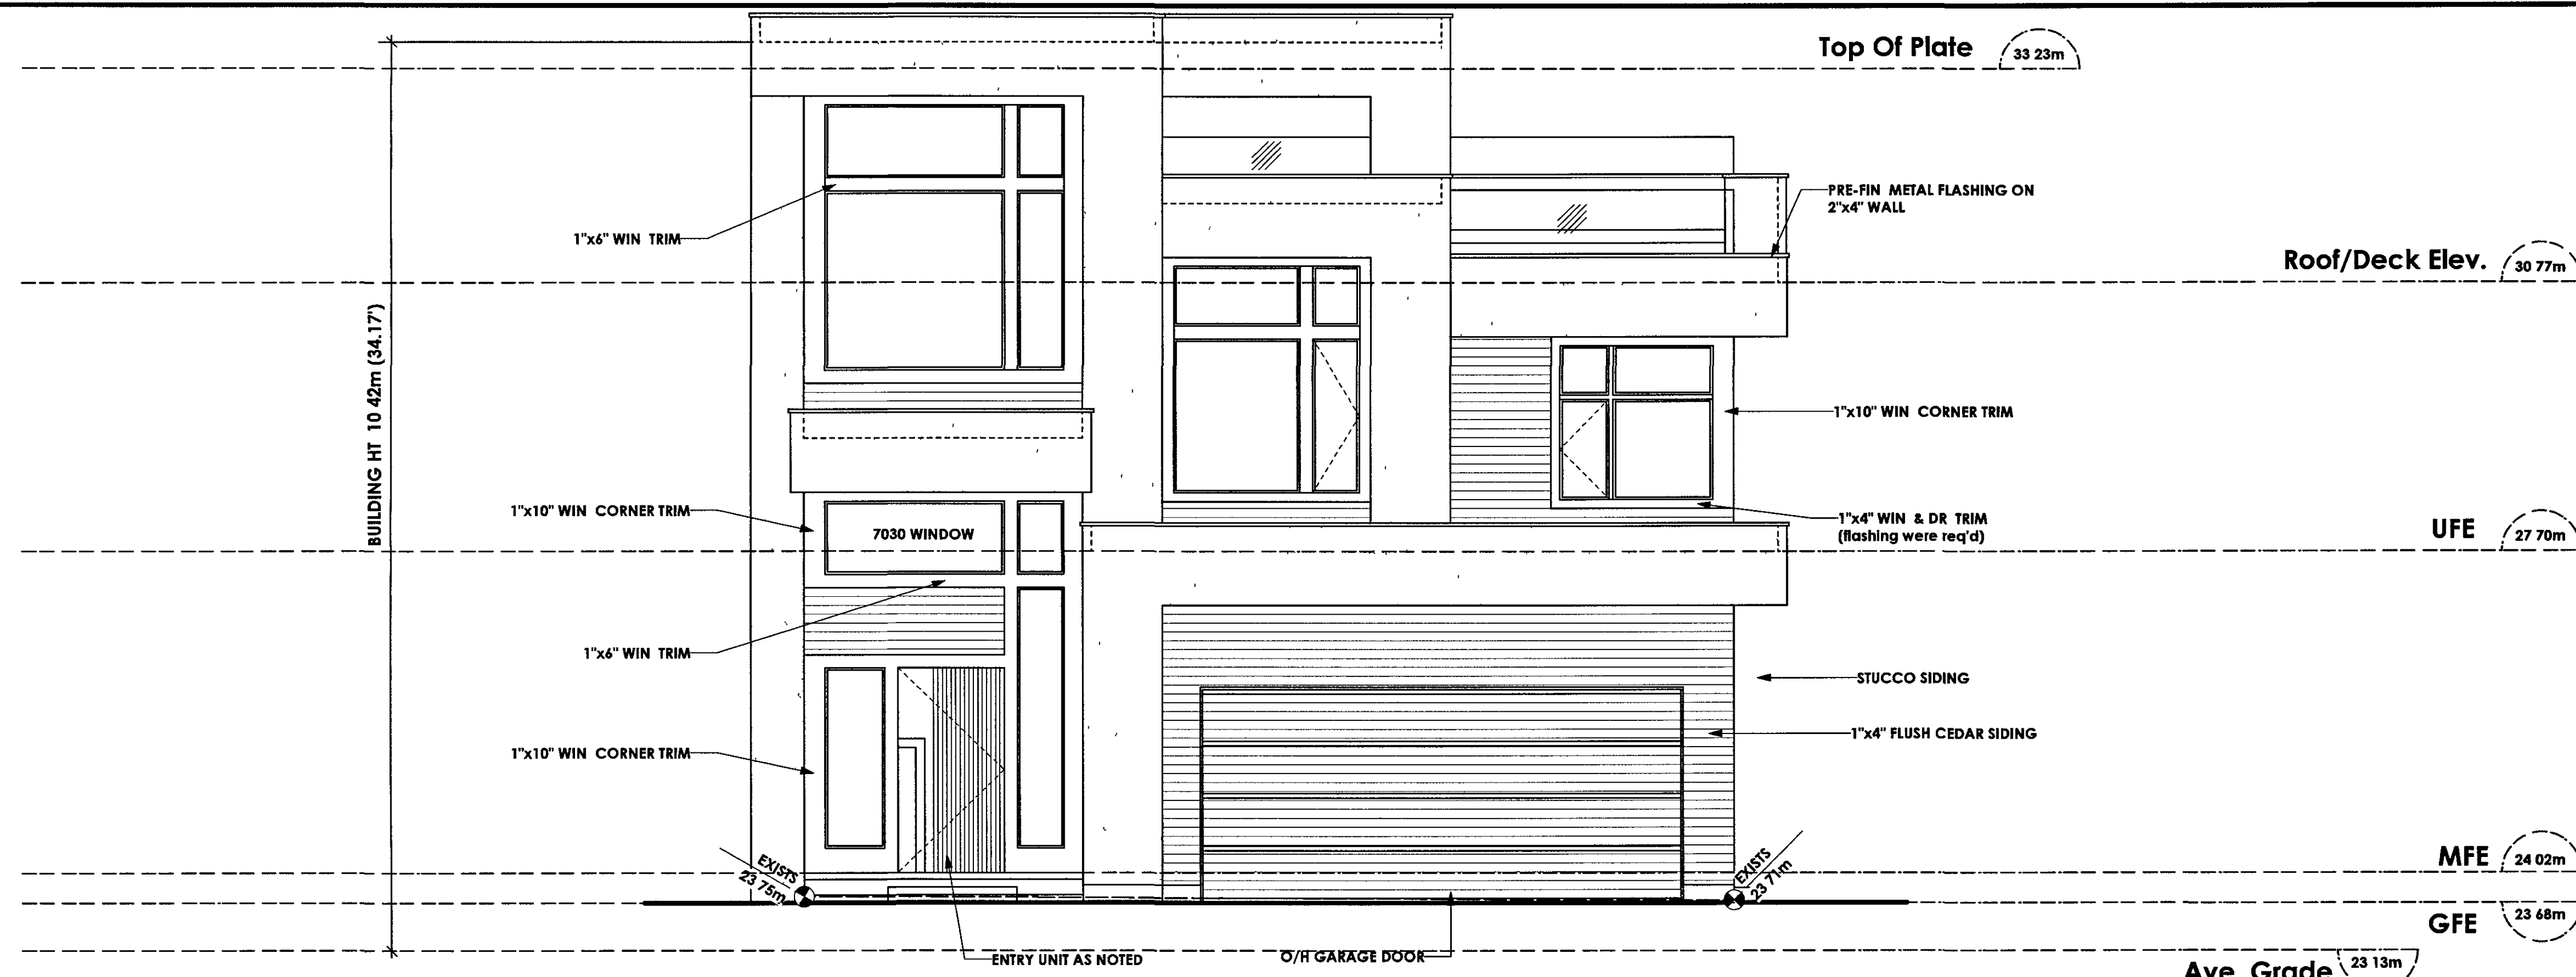 Top Of Plate 33 23m
PRE-FIN METAL FLASHING ON
2"x4" WALL
1"x6" WIN TRIM
Roof/Deck Elev. 30 77m
BUILDING HT 10 42m (34.17')
1"x10" WIN CORNER TRIM
1"x10" WIN CORNER TRIM
7030 WINDOW
1"x4" WIN & DR TRIM
(flashing were req'd)
UFE 27 70m
1"x6" WIN TRIM
STUCCO SIDING
1"x4" FLUSH CEDAR SIDING
1"x10" WIN CORNER TRIM
EXISTS
23 75m
EXISTS
23 71m
MFE 24 02m
GFE 23 68m
ENTRY UNIT AS NOTED
O/H GARAGE DOOR
Ave Grade 23 13m